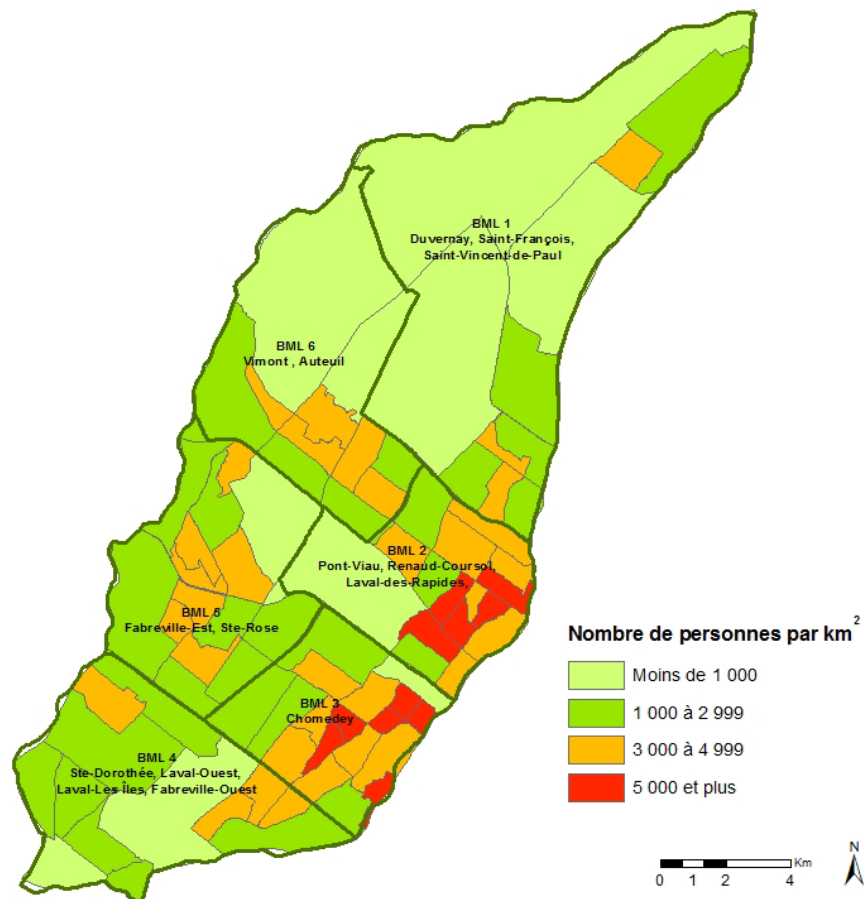 BML 1
Duvernay, Saint-François,
Saint-Vincent-de-Paul
BML 6
Vimont , Auteuil
BML 2
Pont-Viau, Renaud-Coursol,
Laval-des-Rapides,
BML 5
Fabreville-Est, Ste-Rose
BML 3
Chomedey
BML 4
Ste-Dorothée, Laval-Ouest,
Laval-Les-Îles, Fabreville-Ouest
Nombre de personnes par km²
Moins de 1 000
1 000 à 2 999
3 000 à 4 999
5 000 et plus
Km
0 1 2 4
N